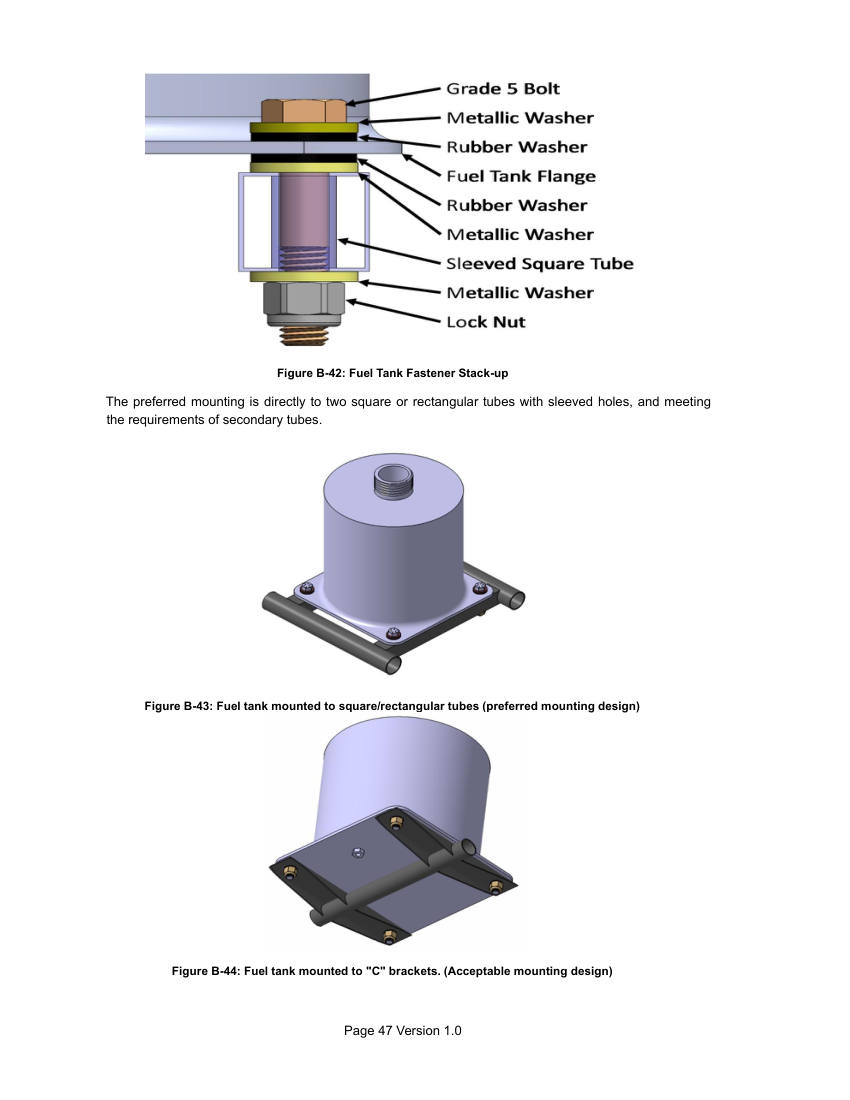 Grade 5 Bolt
Metallic Washer
Rubber Washer
Fuel Tank Flange
Rubber Washer
Metallic Washer
Sleeved Square Tube
Metallic Washer
Lock Nut
Figure B-42: Fuel Tank Fastener Stack-up
The preferred mounting is directly to two square or rectangular tubes with sleeved holes, and meeting
the requirements of secondary tubes.
Figure B-43: Fuel tank mounted to square/rectangular tubes (preferred mounting design)
Figure B-44: Fuel tank mounted to "C" brackets. (Acceptable mounting design)
Page 47 Version 1.0